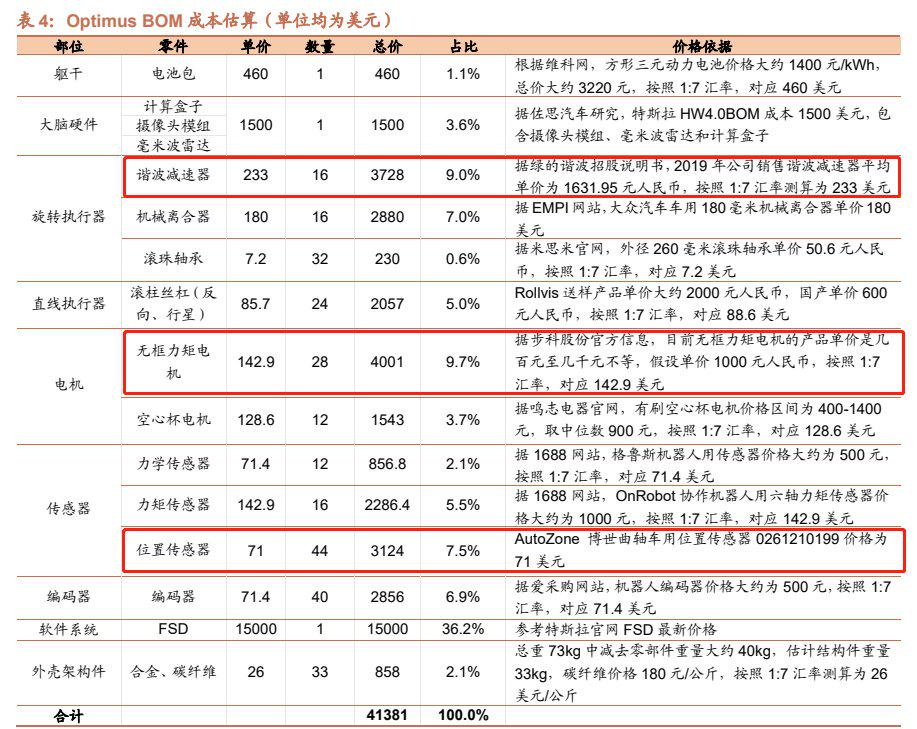 表 4：Optimus BOM 成本估算（单位均为美元）
部位 零件 单价 数量 总价 占比 价格依据
躯干 电池包 460 1 460 1.1% 根据维科网，方形三元动力电池价格大约 1400 元/kWh，
总价大约 3220 元，按照 1:7 汇率，对应 460 美元
大脑硬件 计算盒子
摄像头模组
毫米波雷达 1500 1 1500 3.6% 据佐思汽车研究，特斯拉 HW4.0BOM 成本 1500 美元，包
含摄像头模组、毫米波雷达和计算盒子
旋转执行器 谐波减速器 233 16 3728 9.0% 据绿的谐波招股说明书，2019 年公司销售谐波减速器平均
单价为 1631.95 元人民币，按照 1:7 汇率测算为 233 美元
机械离合器 180 16 2880 7.0% 据 EMPI 网站，大众汽车车用 180 毫米机械离合器单价 180
美元
滚珠轴承 7.2 32 230 0.6% 据米思米官网，外径 260 毫米滚珠轴承单价 50.6 元人民
币，按照 1:7 汇率，对应 7.2 美元
直线执行器 滚柱丝杠（反
向、行星） 85.7 24 2057 5.0% Rollvis 送样产品单价大约 2000 元人民币，国产单价 600
元人民币，按照 1:7 汇率，对应 88.6 美元
电机 无框力矩电
机 142.9 28 4001 9.7% 据步科股份官方信息，目前无框力矩电机的产品单价是几
百元至几千元不等，假设单价 1000 元人民币，按照 1:7
汇率，对应 142.9 美元
空心杯电机 128.6 12 1543 3.7% 据鸣志电器官网，有刷空心杯电机价格区间为 400-1400
元，取中位数 900 元，按照 1:7 汇率，对应 128.6 美元
传感器 力学传感器 71.4 12 856.8 2.1% 据 1688 网站，格鲁斯机器人用传感器价格大约为 500 元，
按照 1:7 汇率，对应 71.4 美元
力矩传感器 142.9 16 2286.4 5.5% 据 1688 网站，OnRobot 协作机器人用六轴力矩传感器价
格大约为 1000 元，按照 1:7 汇率，对应 142.9 美元
位置传感器 71 44 3124 7.5% AutoZone 博世曲轴车用位置传感器 0261210199 价格为
71 美元
编码器 编码器 71.4 40 2856 6.9% 据爱采购网站，机器人编码器价格大约为 500 元，按照 1:7
汇率，对应 71.4 美元
软件系统 FSD 15000 1 15000 36.2% 参考特斯拉官网 FSD 最新价格
外壳架构件 合金、碳纤维 26 33 858 2.1% 总重 73kg 中减去零部件重量大约 40kg，估计结构件重量
33kg，碳纤维价格 180 元/公斤，按照 1:7 汇率测算为 26
美元/公斤
合计 41381 100.0%